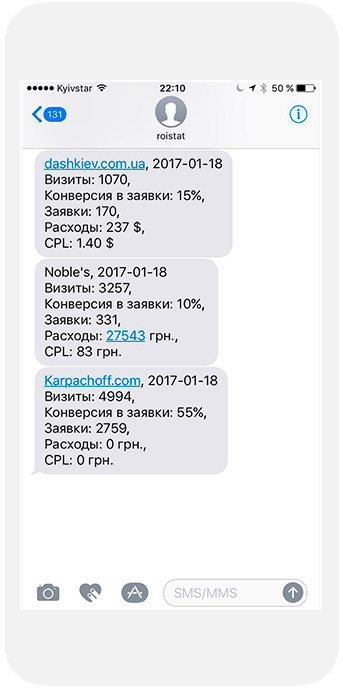 Kyivstar 22:10 50 %
131
roistat
dashkiev.com.ua, 2017-01-18
Визиты: 1070,
Конверсия в заявки: 15%,
Заявки: 170,
Расходы: 237 $,
CPL: 1.40 $
Noble's, 2017-01-18
Визиты: 3257,
Конверсия в заявки: 10%,
Заявки: 331,
Расходы: 27543 грн.,
CPL: 83 грн.
Karpachoff.com, 2017-01-18
Визиты: 4994,
Конверсия в заявки: 55%,
Заявки: 2759,
Расходы: 0 грн.,
CPL: 0 грн.
SMS/MMS